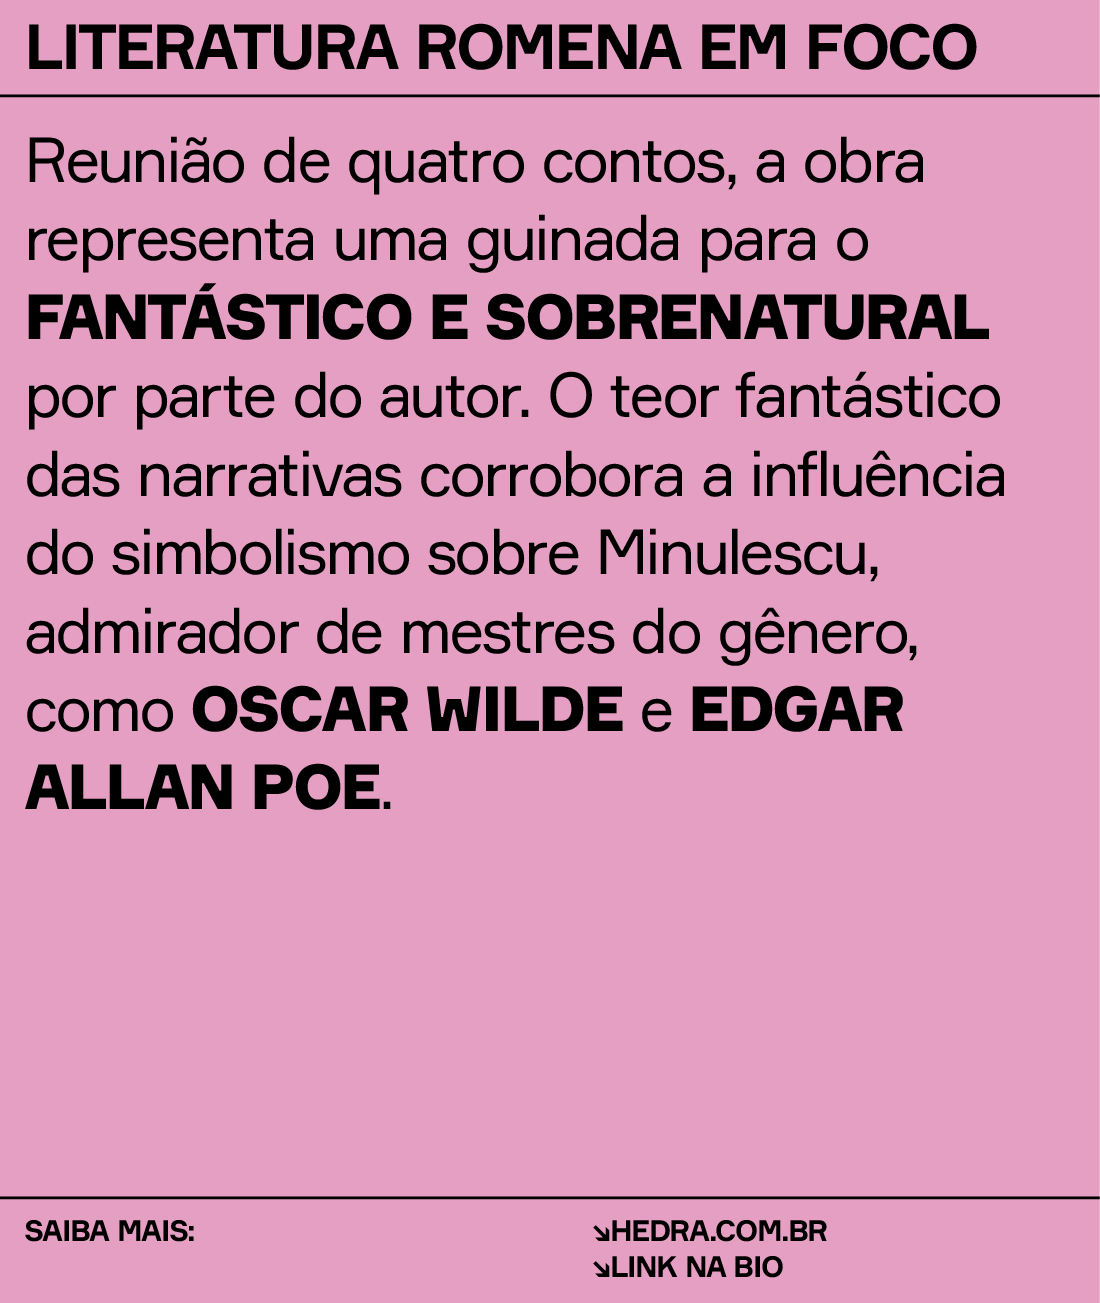 LITERATURA ROMENA EM FOCO
Reunião de quatro contos, a obra
representa uma guinada para o
FANTÁSTICO E SOBRENATURAL
por parte do autor. O teor fantástico
das narrativas corrobora a influência
do simbolismo sobre Minulescu,
admirador de mestres do gênero,
como OSCAR WILDE e EDGAR
ALLAN POE.
SAIBA MAIS:
↘HEDRA.COM.BR
↘LINK NA BIO